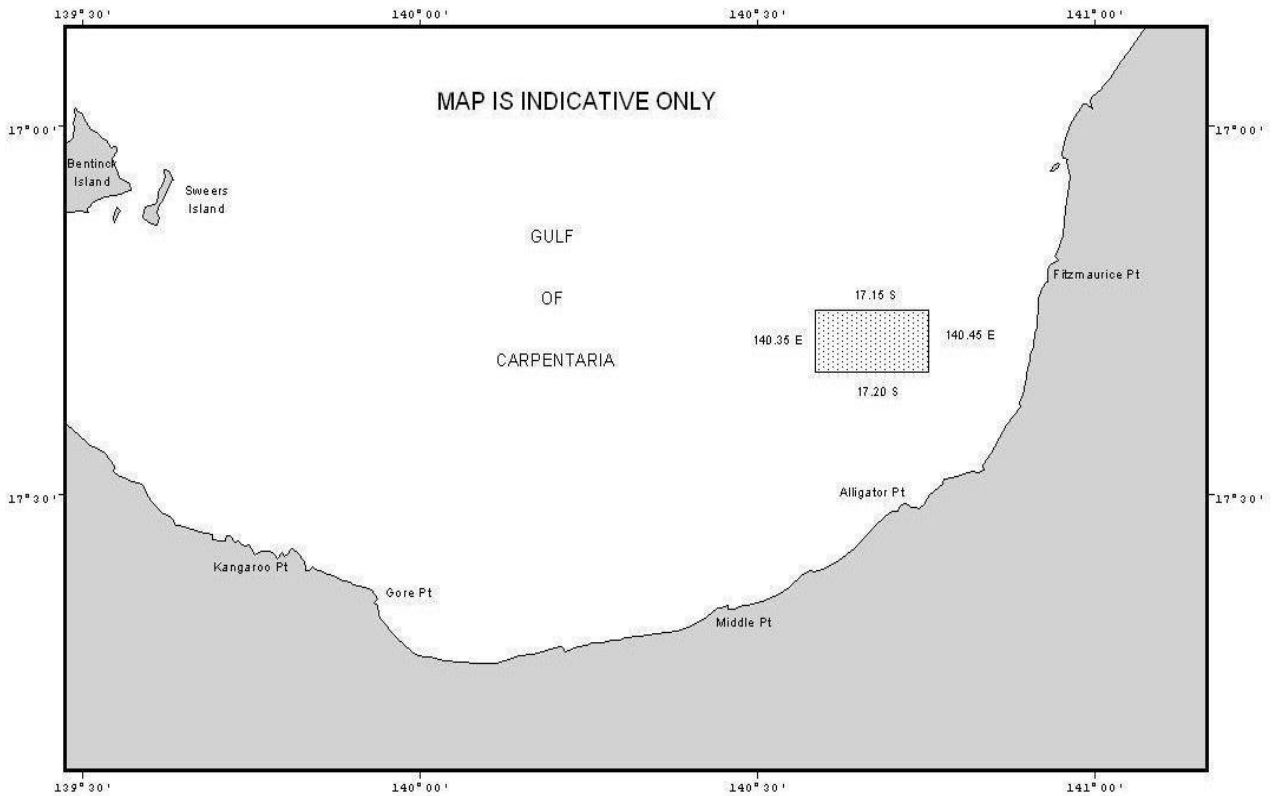 139°30'
140°00'
140°30'
141°00'
MAP IS INDICATIVE ONLY
17°00'
17°00'
Bentinck
Island
Sweers
Island
GULF
OF
CARPENTARIA
Fitzmaurice Pt
17.15 S
140.35 E
140.45 E
17.20 S
17°30'
Alligator Pt
17°30'
Kangaroo Pt
Gore Pt
Middle Pt
139°30'
140°00'
140°30'
141°00'